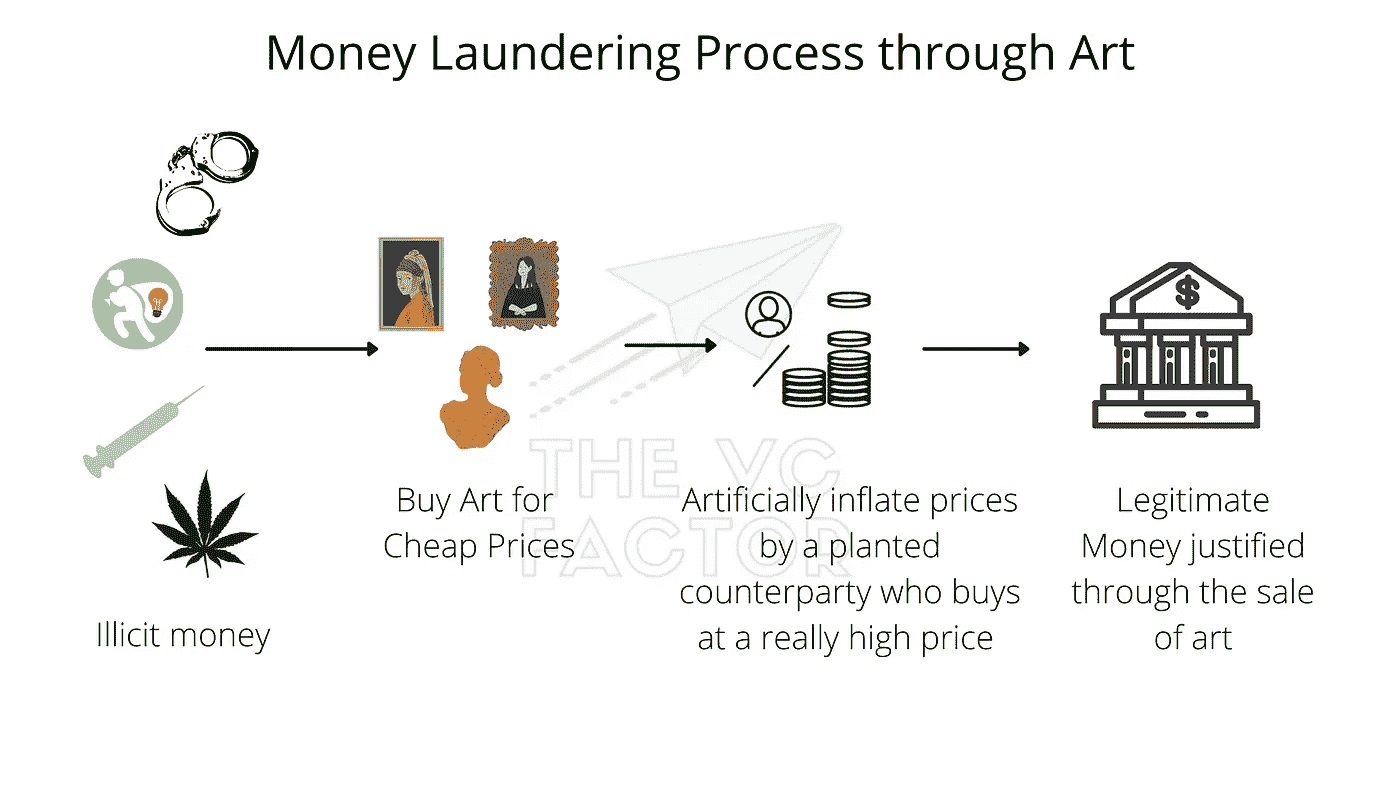 Money Laundering Process through Art
Illicit money
Buy Art for
Cheap Prices
Artificially inflate prices
by a planted
counterparty who buys
at a really high price
Legitimate
Money justified
through the sale
of art
THE VC
FACTOR
$